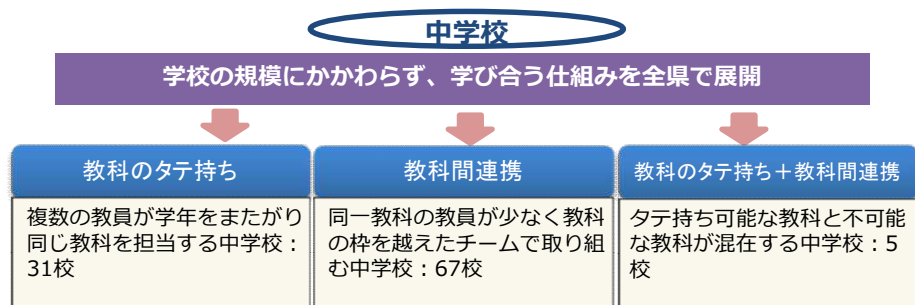 中学校
学校の規模にかかわらず、学び合う仕組みを全県で展開
教科のタテ持ち
複数の教員が学年をまたがり
同じ教科を担当する中学校：
31校
教科間連携
同一教科の教員が少なく教科
の枠を越えたチームで取り組
む中学校：67校
教科のタテ持ち＋教科間連携
タテ持ち可能な教科と不可能
な教科が混在する中学校：5
校